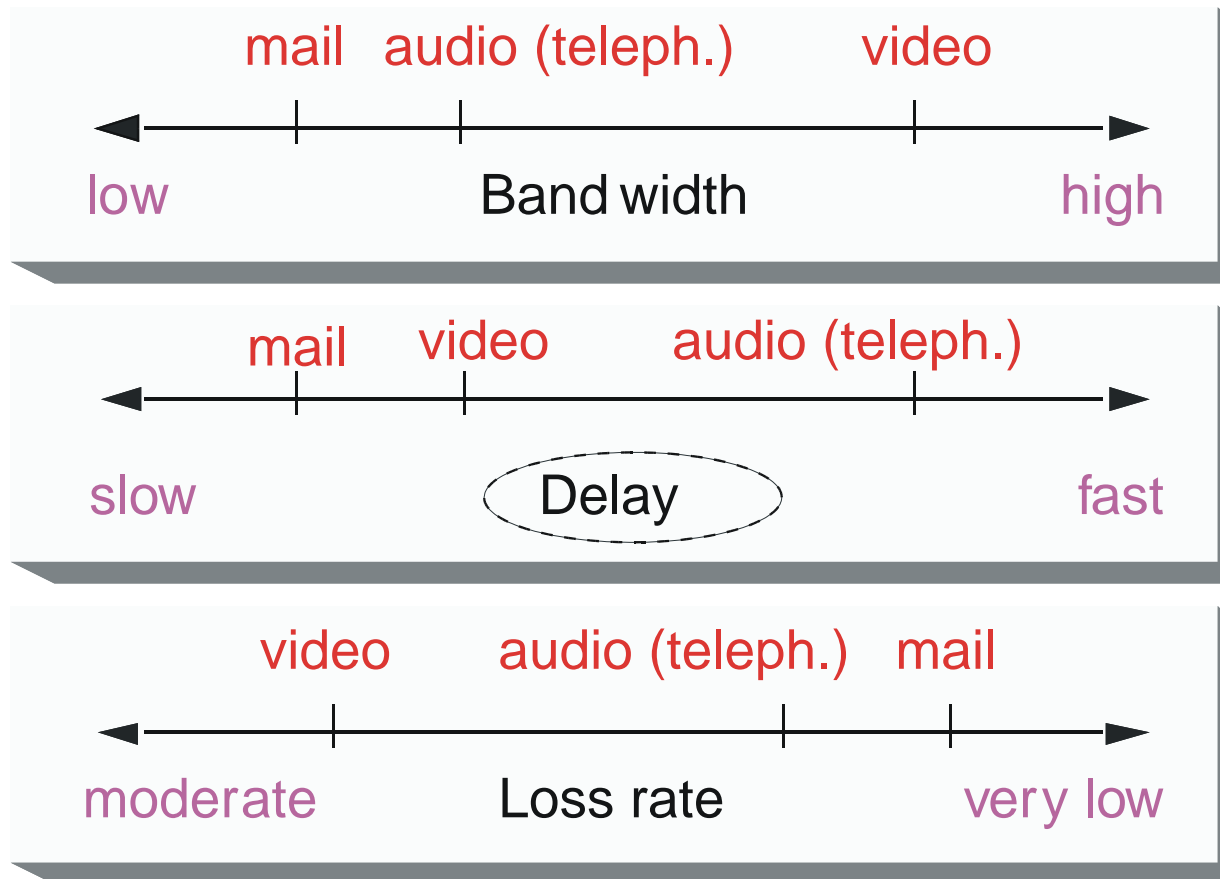 mail audio (teleph.) video
low Band width high
mail video audio (teleph.)
slow Delay fast
video audio (teleph.) mail
moderate Loss rate very low